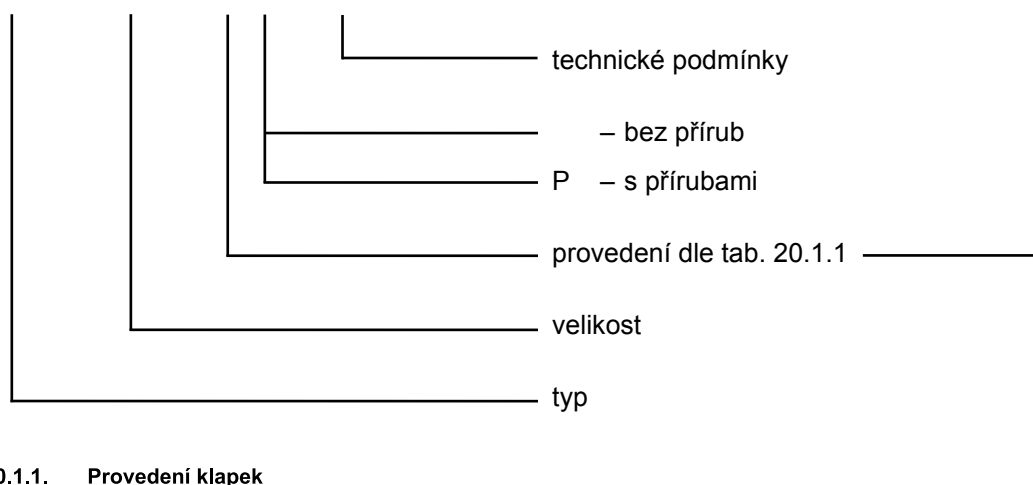 technické podmínky
– bez přírub
P – s přírubami
provedení dle tab. 20.1.1
velikost
typ
0.1.1. Provedení klapek